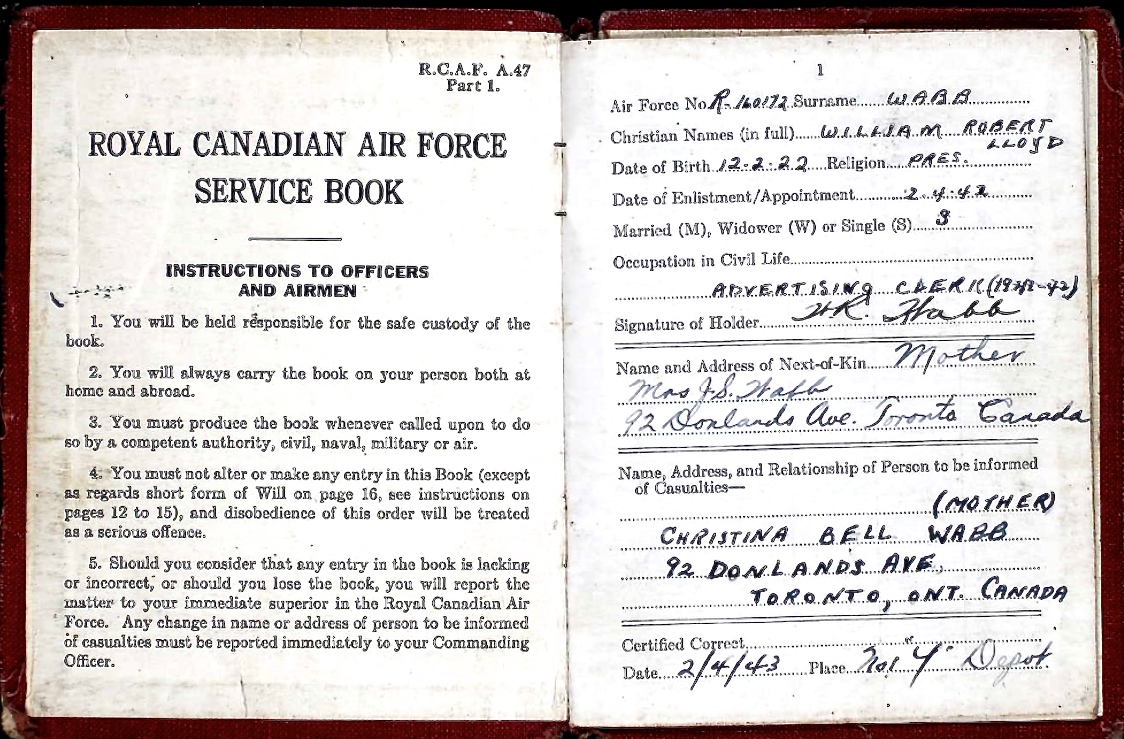 R.C.A.F. A.47
Part 1.
ROYAL CANADIAN AIR FORCE
SERVICE BOOK
INSTRUCTIONS TO OFFICERS
AND AIRMEN
1. You will be held responsible for the safe custody of the
book.
2. You will always carry the book on your person both at
home and abroad.
3. You must produce the book whenever called upon to do
so by a competent authority, civil, naval, military or air.
4. You must not alter or make any entry in this Book (except
as regards short form of Will on page 16, see instructions on
pages 12 to 15), and disobedience of this order will be treated
as a serious offence.
5. Should you consider that any entry in the book is lacking
or incorrect, or should you lose the book, you will report the
matter to your immediate superior in the Royal Canadian Air
Force. Any change in name or address of person to be informed
of casualties must be reported immediately to your Commanding
Officer.
1
Air Force No. R-160172 Surname WABB
Christian Names (in full) WILLIAM ROBERT
LLOYD
Date of Birth 12-2-22 Religion PRES.
Date of Enlistment/Appointment 2-4-42
Married (M), Widower (W) or Single (S) S
Occupation in Civil Life
ADVERTISING CLERK
Signature of Holder Wabb
Name and Address of Next-of-Kin Mother
Mrs J.S. Wabb
92 Donlands Ave. Toronto Canada
Name, Address, and Relationship of Person to be informed
of Casualties—
(MOTHER)
CHRISTINA BELL WABB
92 DONLANDS AVE,
TORONTO, ONT. CANADA
Certified Correct
Date 2/4/43 Place No1 "Y" Depot